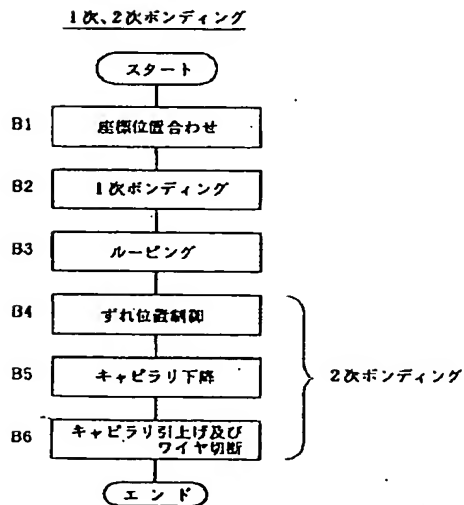 1次、2次ボンディング
スタート
B1 座標位置合わせ
B2 1次ボンディング
B3 ルーピング
B4 ずれ位置制御
B5 キャピラリ下降
2次ボンディング
B6 キャピラリ引上げ及び
ワイヤ切断
エンド